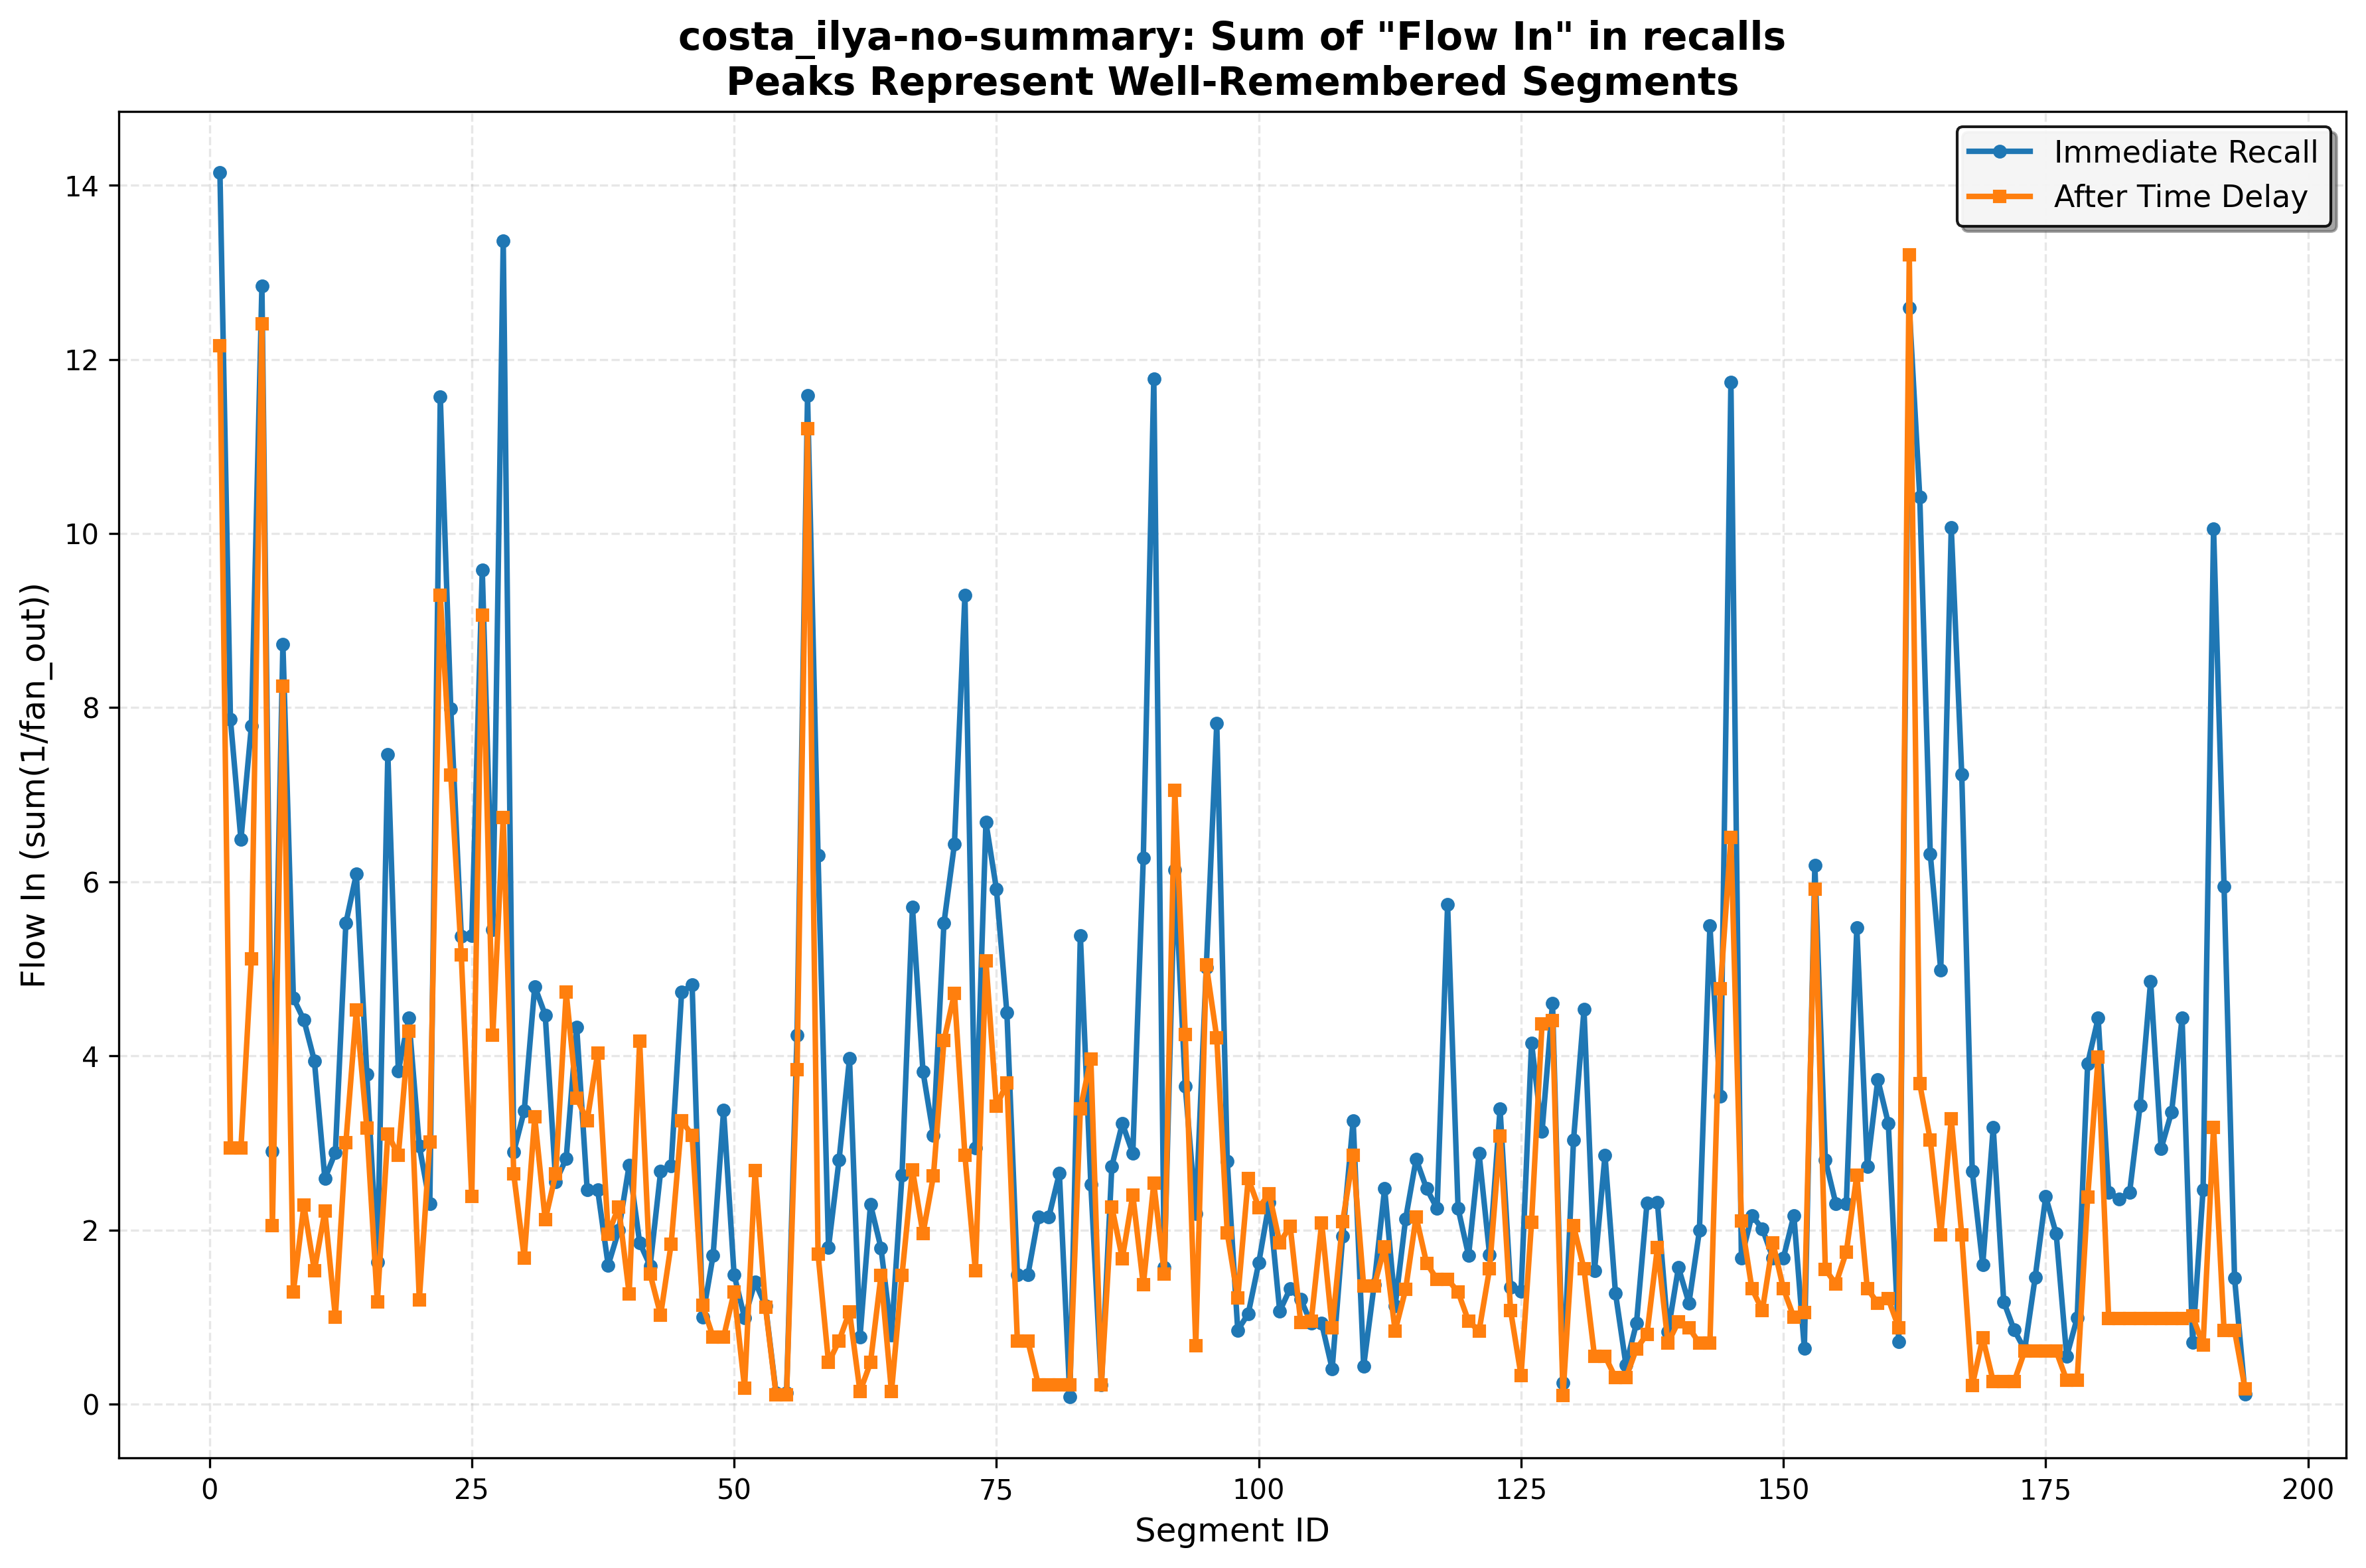 costa_ilya-no-summary: Sum of "Flow In" in recalls
Peaks Represent Well-Remembered Segments
Immediate Recall
After Time Delay
Flow In (sum(1/fan_out))
14
12
10
8
6
4
2
0
0 25 50 75 100 125 150 175 200
Segment ID